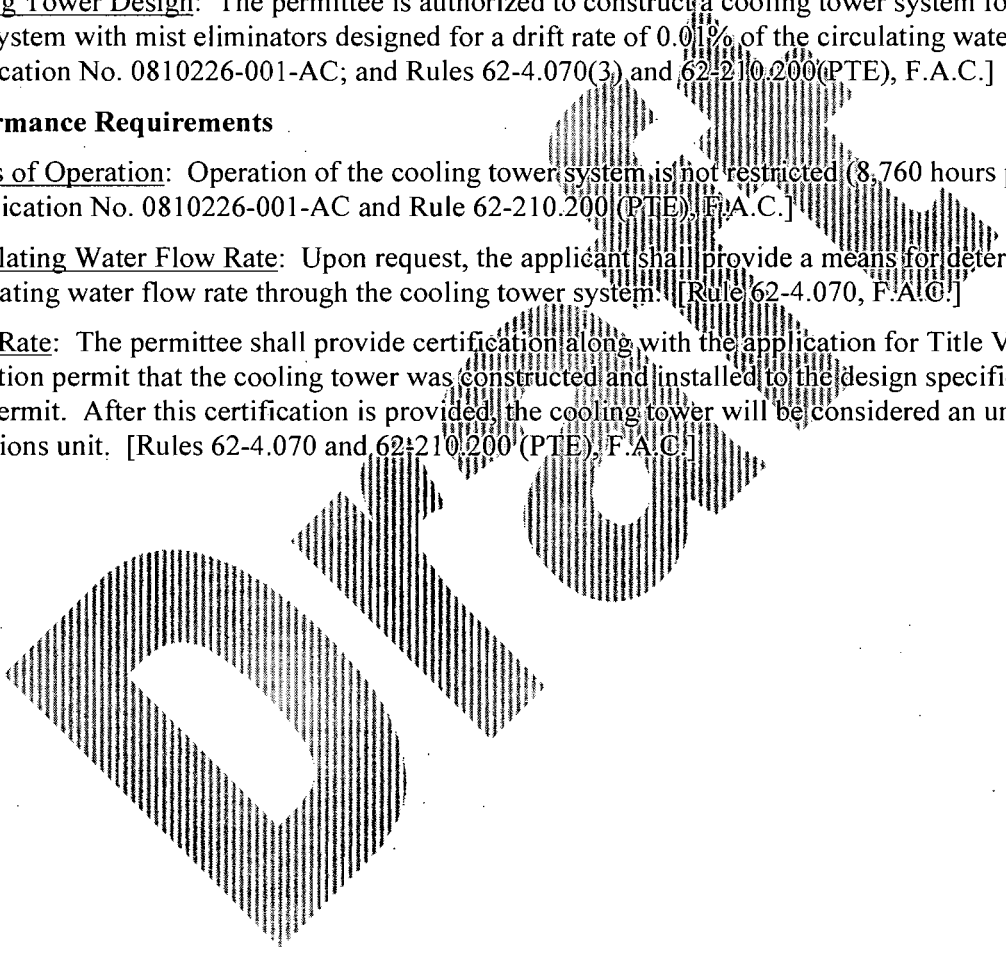 g Tower Design: The permittee is authorized to construct a cooling tower system fo
ystem with mist eliminators designed for a drift rate of 0.01% of the circulating wate
ication No. 0810226-001-AC; and Rules 62-4.070(3) and 62-210.200(PTE), F.A.C.]
rmance Requirements
s of Operation: Operation of the cooling tower system is not restricted (8,760 hours
ication No. 0810226-001-AC and Rule 62-210.200 (PTE), F.A.C.]
lating Water Flow Rate: Upon request, the applicant shall provide a means for deter
ating water flow rate through the cooling tower system. [Rule 62-4.070, F.A.C.]
Rate: The permittee shall provide certification along with the application for Title V
tion permit that the cooling tower was constructed and installed to the design specifi
ermit. After this certification is provided, the cooling tower will be considered an un
ions unit. [Rules 62-4.070 and 62-210.200 (PTE), F.A.C.]
Draft